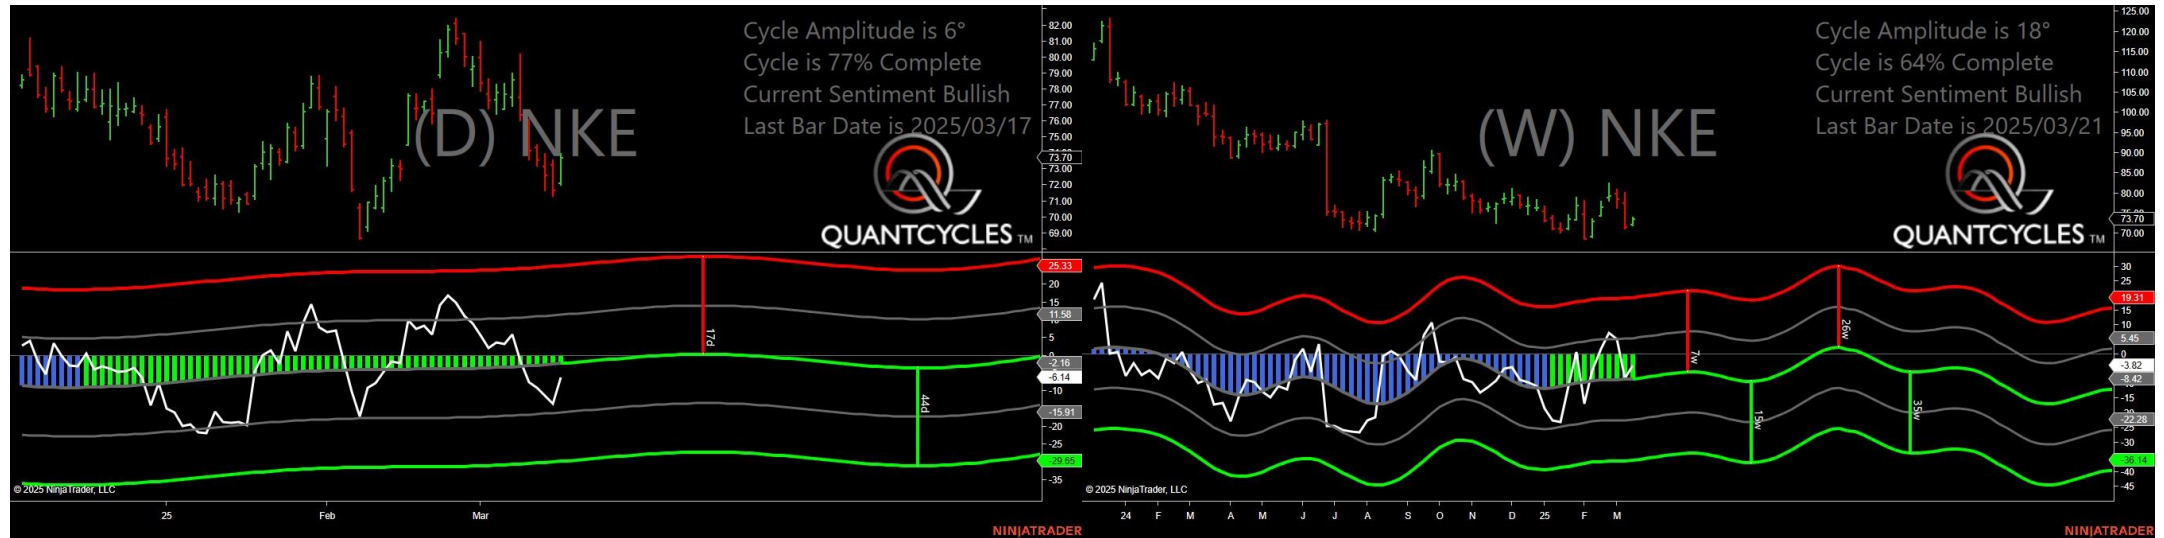 Cycle Amplitude is 6°
Cycle is 77% Complete
Current Sentiment Bullish
Last Bar Date is 2025/03/17
(D) NKE
QUANTCYCLES TM
82.00
81.00
80.00
79.00
78.00
77.00
76.00
75.00
73.70
73.00
72.00
71.00
70.00
69.00
25.33
20
15
11.58
5
0
-2.16
-6.14
-10
-15.91
-20
-25
-29.65
-35
17d
44d
© 2025 NinjaTrader, LLC
25 Feb Mar
NINJATRADER
Cycle Amplitude is 18°
Cycle is 64% Complete
Current Sentiment Bullish
Last Bar Date is 2025/03/21
(W) NKE
QUANTCYCLES TM
125.00
120.00
115.00
110.00
105.00
100.00
95.00
90.00
85.00
80.00
73.70
70.00
30
25
19.31
15
10
5.45
0
-3.82
-8.42
-15
-22.28
-25
-30
-36.14
-40
-45
7w
15w
26w
35w
© 2025 NinjaTrader, LLC
24 F M A M J J A S O N D 25 F M
NINJATRADER